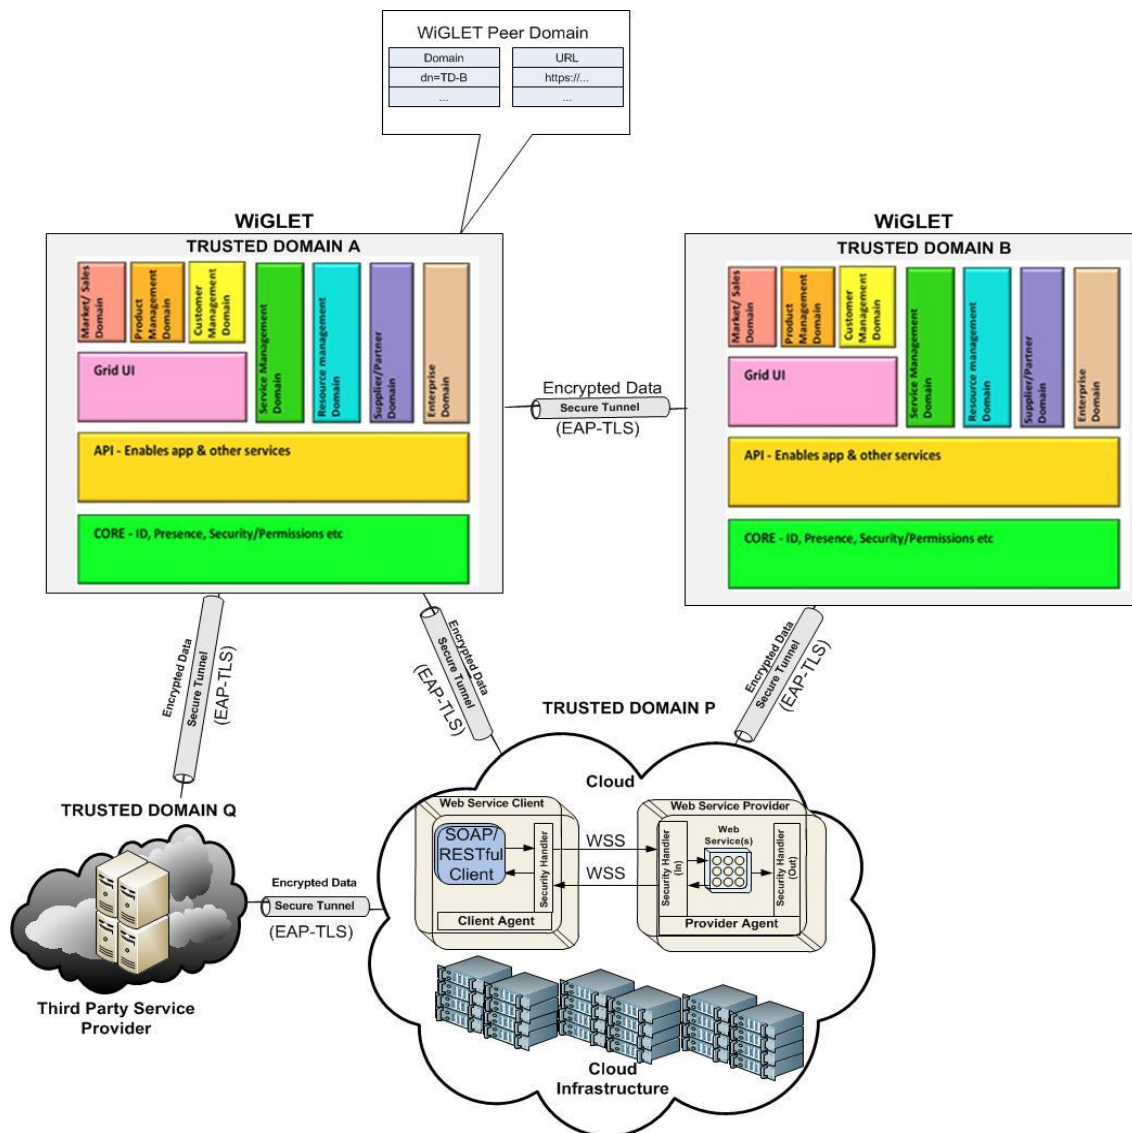 WiGLET Peer Domain
Domain
URL
dn=TD-B
https://...
...
...
WiGLET
TRUSTED DOMAIN A
Market/ Sales
Domain
Product
Management
Domain
Customer
Management
Domain
Service Management
Domain
Resource management
Domain
Supplier/Partner
Domain
Enterprise
Domain
Grid UI
API - Enables app & other services
CORE - ID, Presence, Security/Permissions etc
Encrypted Data
Secure Tunnel
(EAP-TLS)
WiGLET
TRUSTED DOMAIN B
Market/ Sales
Domain
Product
Management
Domain
Customer
Management
Domain
Service Management
Domain
Resource management
Domain
Supplier/Partner
Domain
Enterprise
Domain
Grid UI
API - Enables app & other services
CORE - ID, Presence, Security/Permissions etc
Encrypted Data
Secure Tunnel
(EAP-TLS)
Encrypted Data
Secure Tunnel
(EAP-TLS)
Encrypted Data
Secure Tunnel
(EAP-TLS)
TRUSTED DOMAIN Q
Third Party Service
Provider
Encrypted Data
Secure Tunnel
(EAP-TLS)
TRUSTED DOMAIN P
Cloud
Web Service Client
SOAP/
RESTful
Client
Security Handler
Client Agent
WSS
WSS
Web Service Provider
Security Handler
(In)
Web
Service(s)
Security Handler
(Out)
Provider Agent
Cloud
Infrastructure